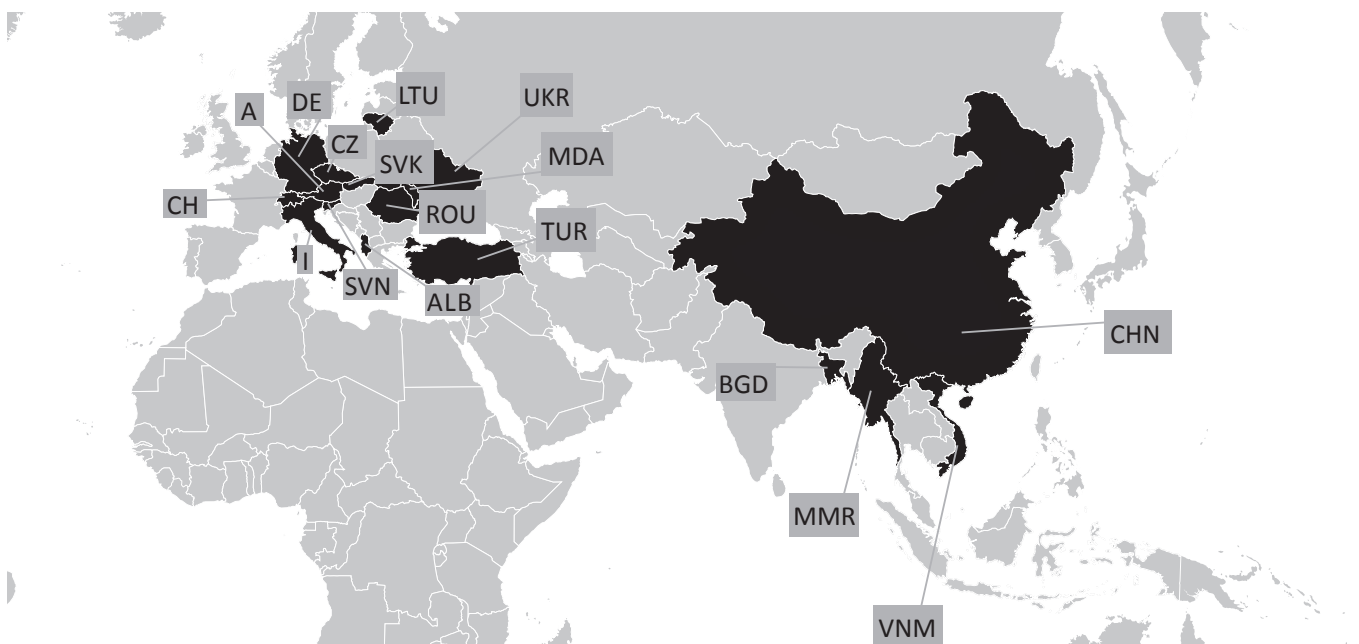 LTU
UKR
DE
A
CZ
SVK
MDA
CH
ROU
TUR
I
SVN
ALB
CHN
BGD
MMR
VNM